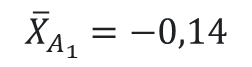 X̄_{A_1} = −0,14